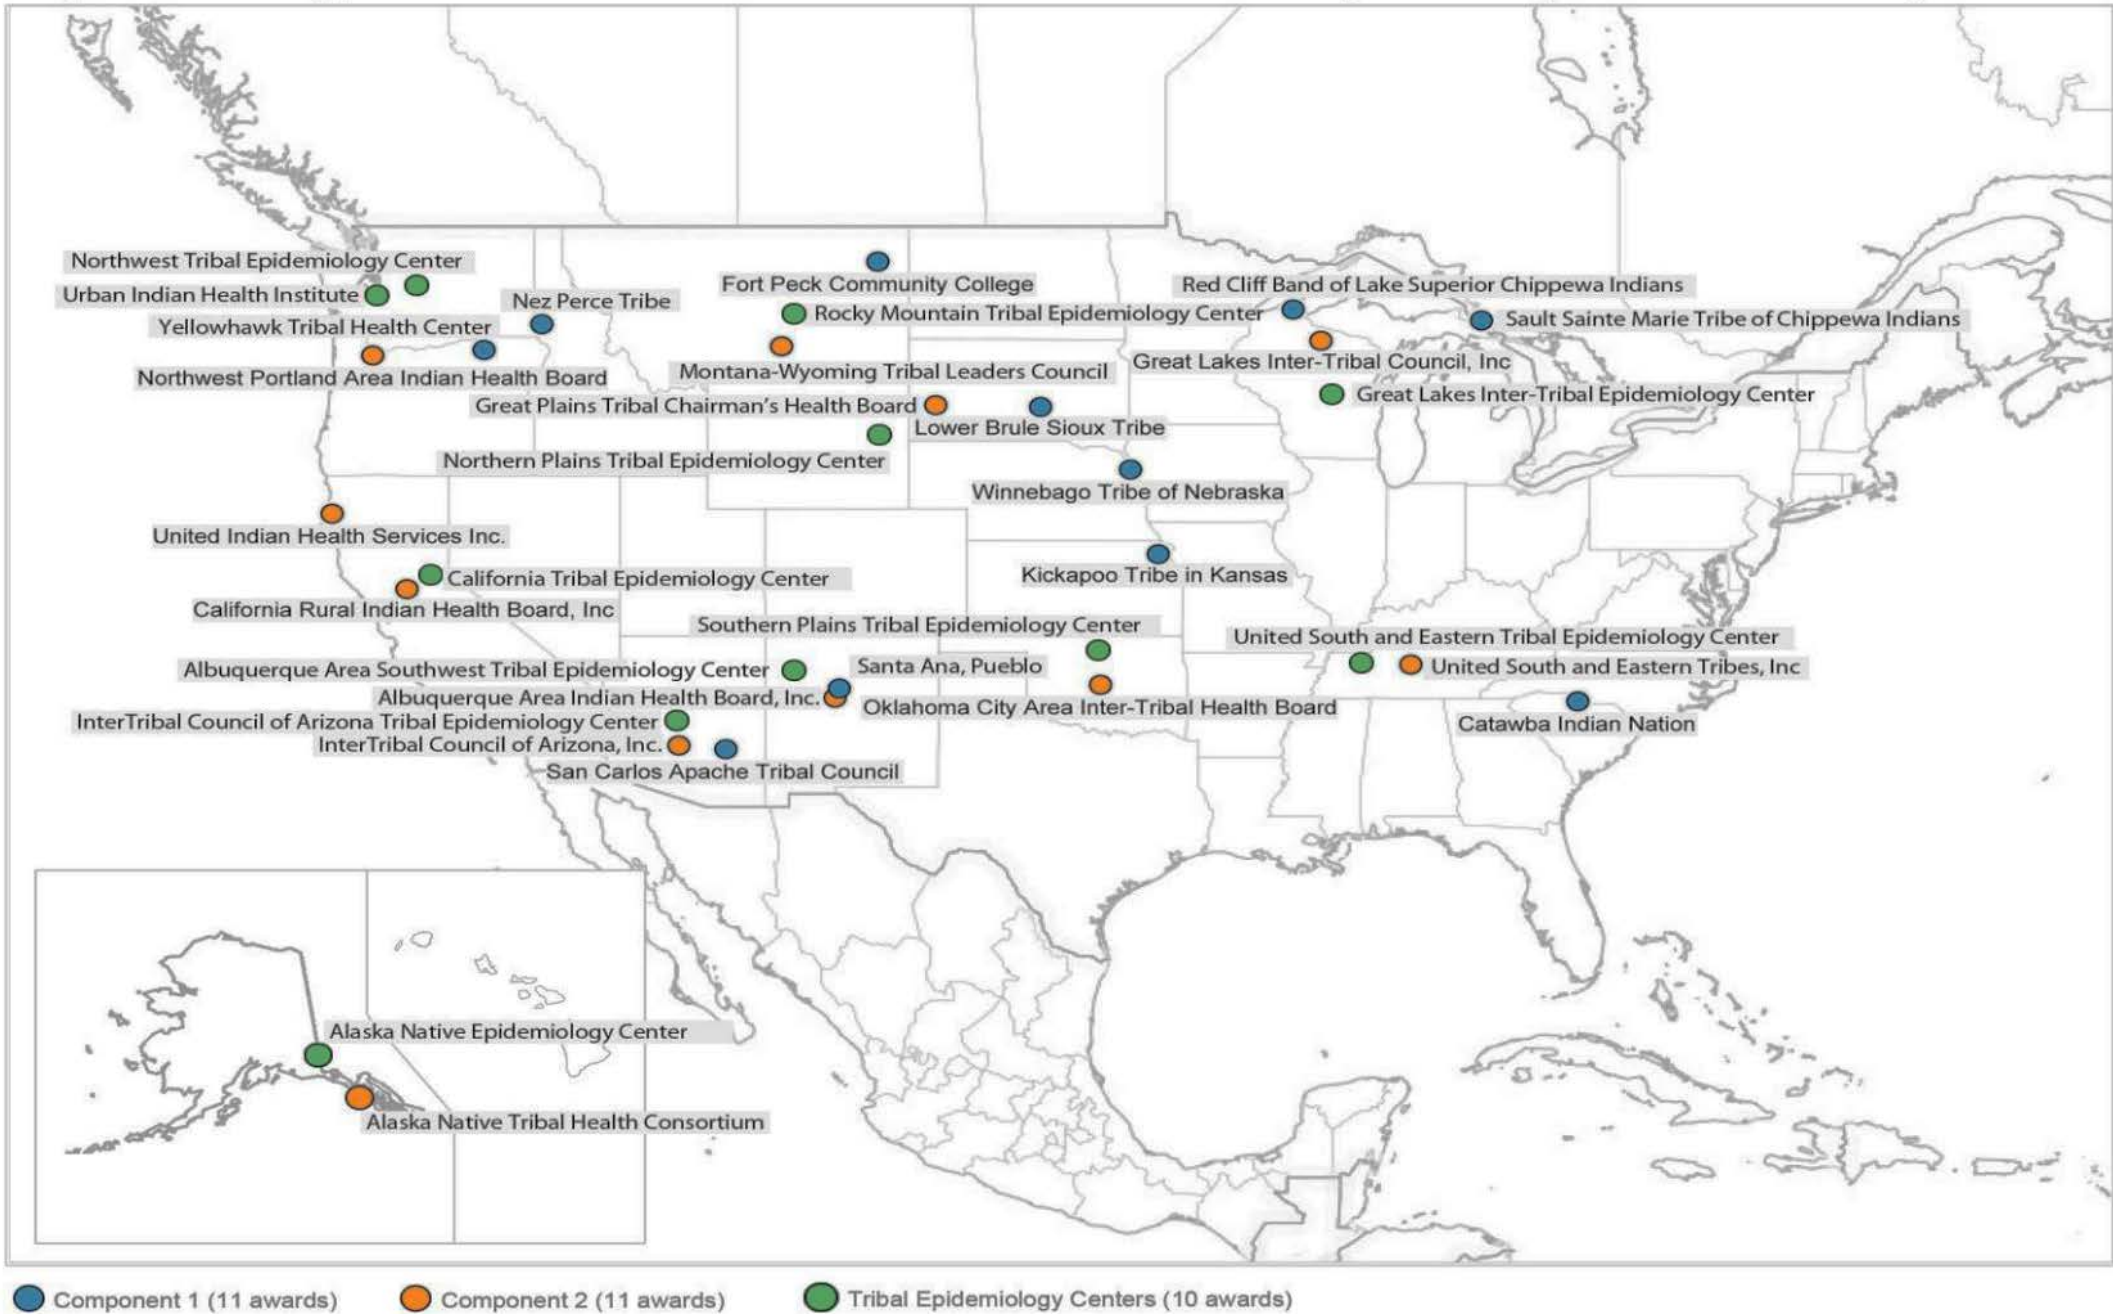 Northwest Tribal Epidemiology Center
Urban Indian Health Institute
Nez Perce Tribe
Yellowhawk Tribal Health Center
Northwest Portland Area Indian Health Board
Fort Peck Community College
Rocky Mountain Tribal Epidemiology Center
Montana-Wyoming Tribal Leaders Council
Red Cliff Band of Lake Superior Chippewa Indians
Sault Sainte Marie Tribe of Chippewa Indians
Great Lakes Inter-Tribal Council, Inc
Great Lakes Inter-Tribal Epidemiology Center
Great Plains Tribal Chairman's Health Board
Lower Brule Sioux Tribe
Northern Plains Tribal Epidemiology Center
Winnebago Tribe of Nebraska
United Indian Health Services Inc.
Kickapoo Tribe in Kansas
California Tribal Epidemiology Center
California Rural Indian Health Board, Inc
Southern Plains Tribal Epidemiology Center
United South and Eastern Tribal Epidemiology Center
United South and Eastern Tribes, Inc
Albuquerque Area Southwest Tribal Epidemiology Center
Santa Ana, Pueblo
Albuquerque Area Indian Health Board, Inc.
Oklahoma City Area Inter-Tribal Health Board
InterTribal Council of Arizona Tribal Epidemiology Center
InterTribal Council of Arizona, Inc.
Catawba Indian Nation
San Carlos Apache Tribal Council
Alaska Native Epidemiology Center
Alaska Native Tribal Health Consortium
Component 1 (11 awards)
Component 2 (11 awards)
Tribal Epidemiology Centers (10 awards)